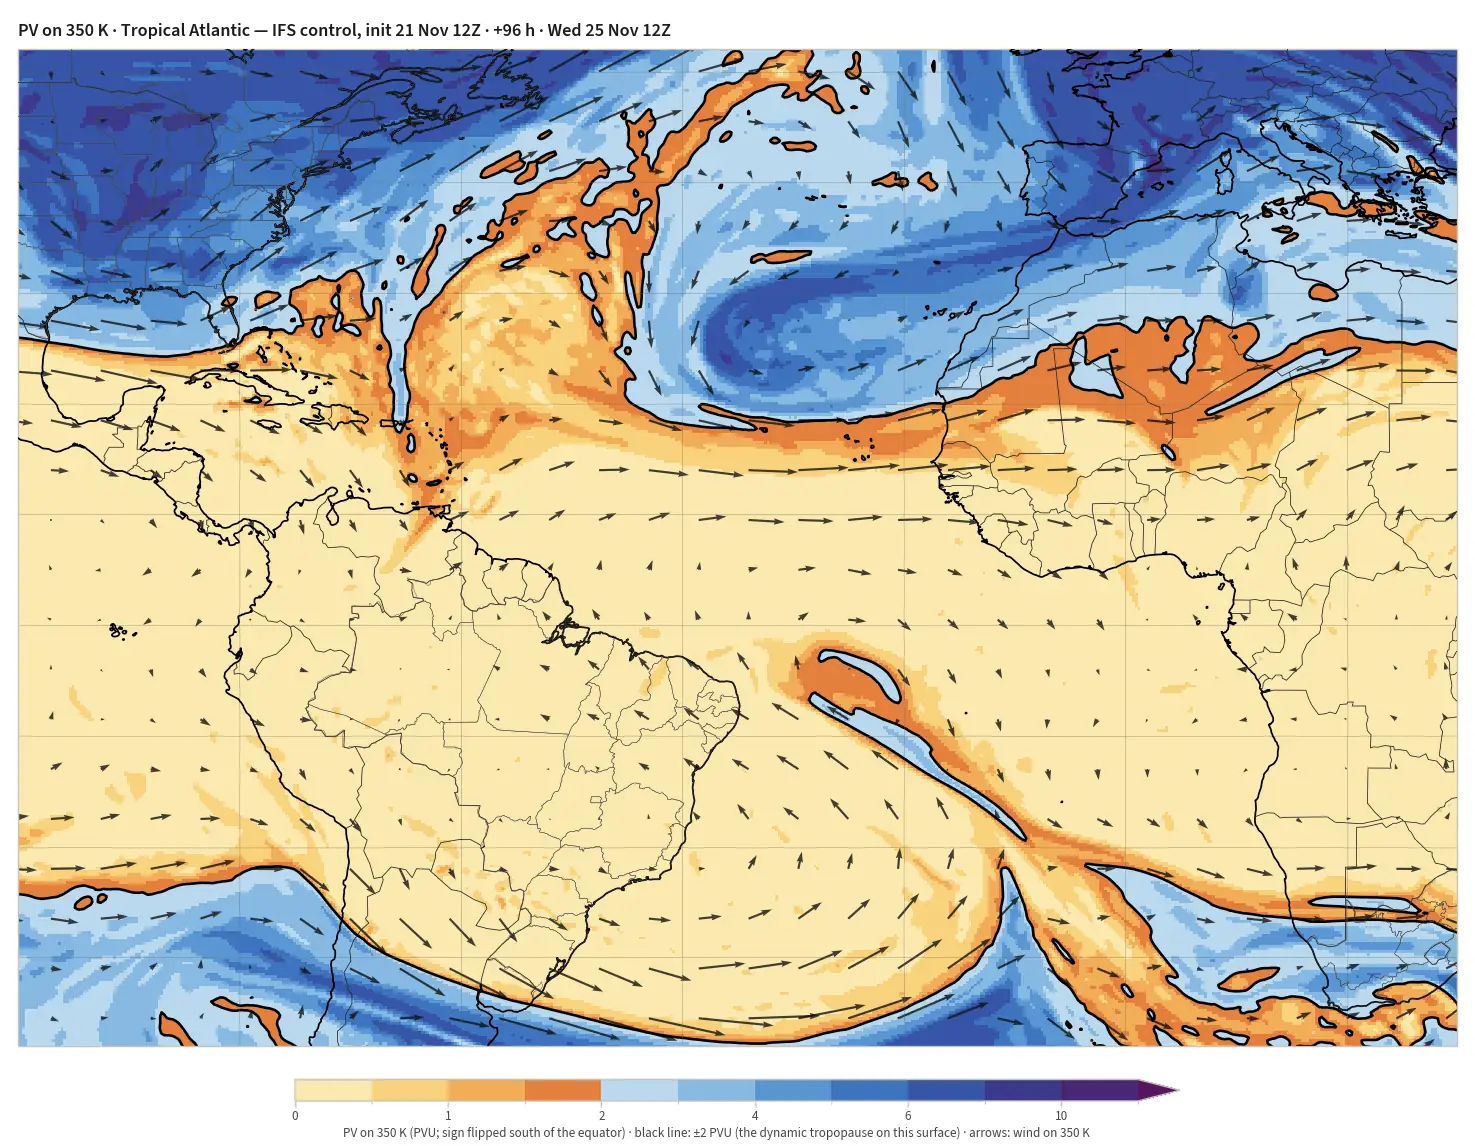 PV on 350 K · Tropical Atlantic — IFS control, init 21 Nov 12Z · +96 h · Wed 25 Nov 12Z
0 1 2 4 6 10
PV on 350 K (PVU; sign flipped south of the equator) · black line: ±2 PVU (the dynamic tropopause on this surface) · arrows: wind on 350 K